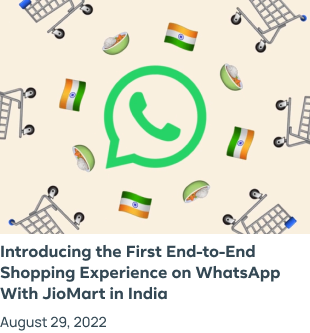 Introducing the First End-to-End
Shopping Experience on WhatsApp
With JioMart in India
August 29, 2022